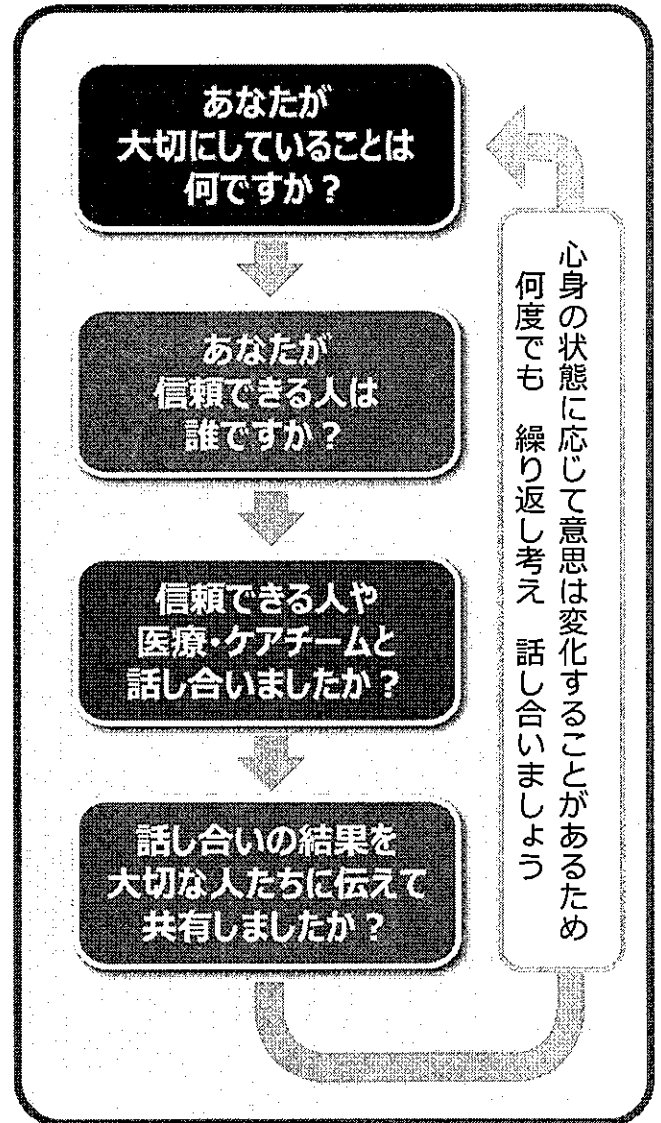 あなたが
大切にしていることは
何ですか？
あなたが
信頼できる人は
誰ですか？
信頼できる人や
医療・ケアチームと
話し合いましたか？
話し合いの結果を
大切な人たちに伝えて
共有しましたか？
心身の状態に応じて意思は変化することがあるため
何度でも　繰り返し考え　話し合いましょう